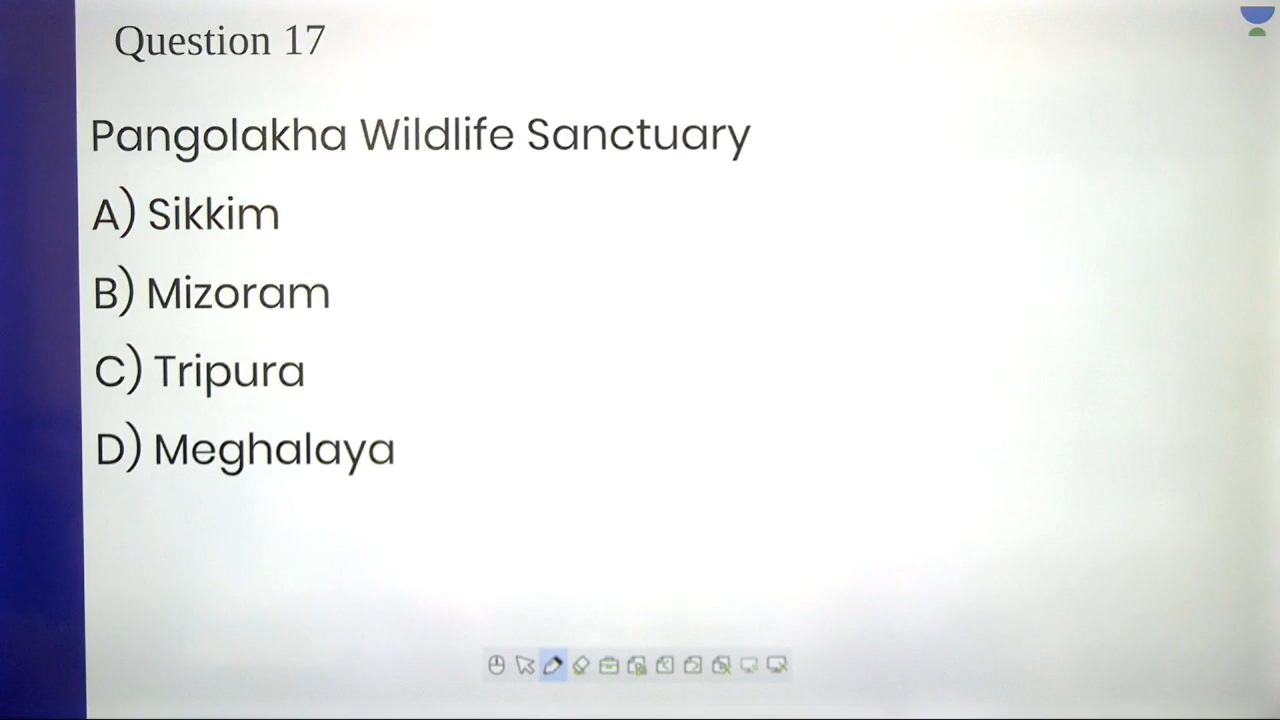 Question 17
Pangolakha Wildlife Sanctuary
A) Sikkim
B) Mizoram
C) Tripura
D) Meghalaya